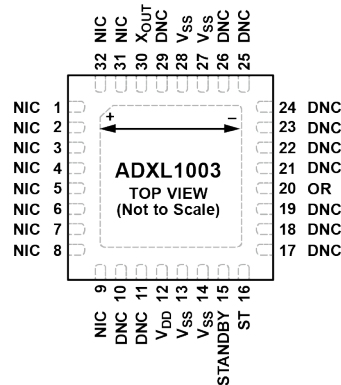 NIC NIC XOUT DNC VSS VSS DNC DNC
32 31 30 29 28 27 26 25
NIC 1
NIC 2
NIC 3
NIC 4
NIC 5
NIC 6
NIC 7
NIC 8
+ –
ADXL1003
TOP VIEW
(Not to Scale)
24 DNC
23 DNC
22 DNC
21 DNC
20 OR
19 DNC
18 DNC
17 DNC
9 10 11 12 13 14 15 16
NIC DNC DNC VDD VSS VSS STANDBY ST